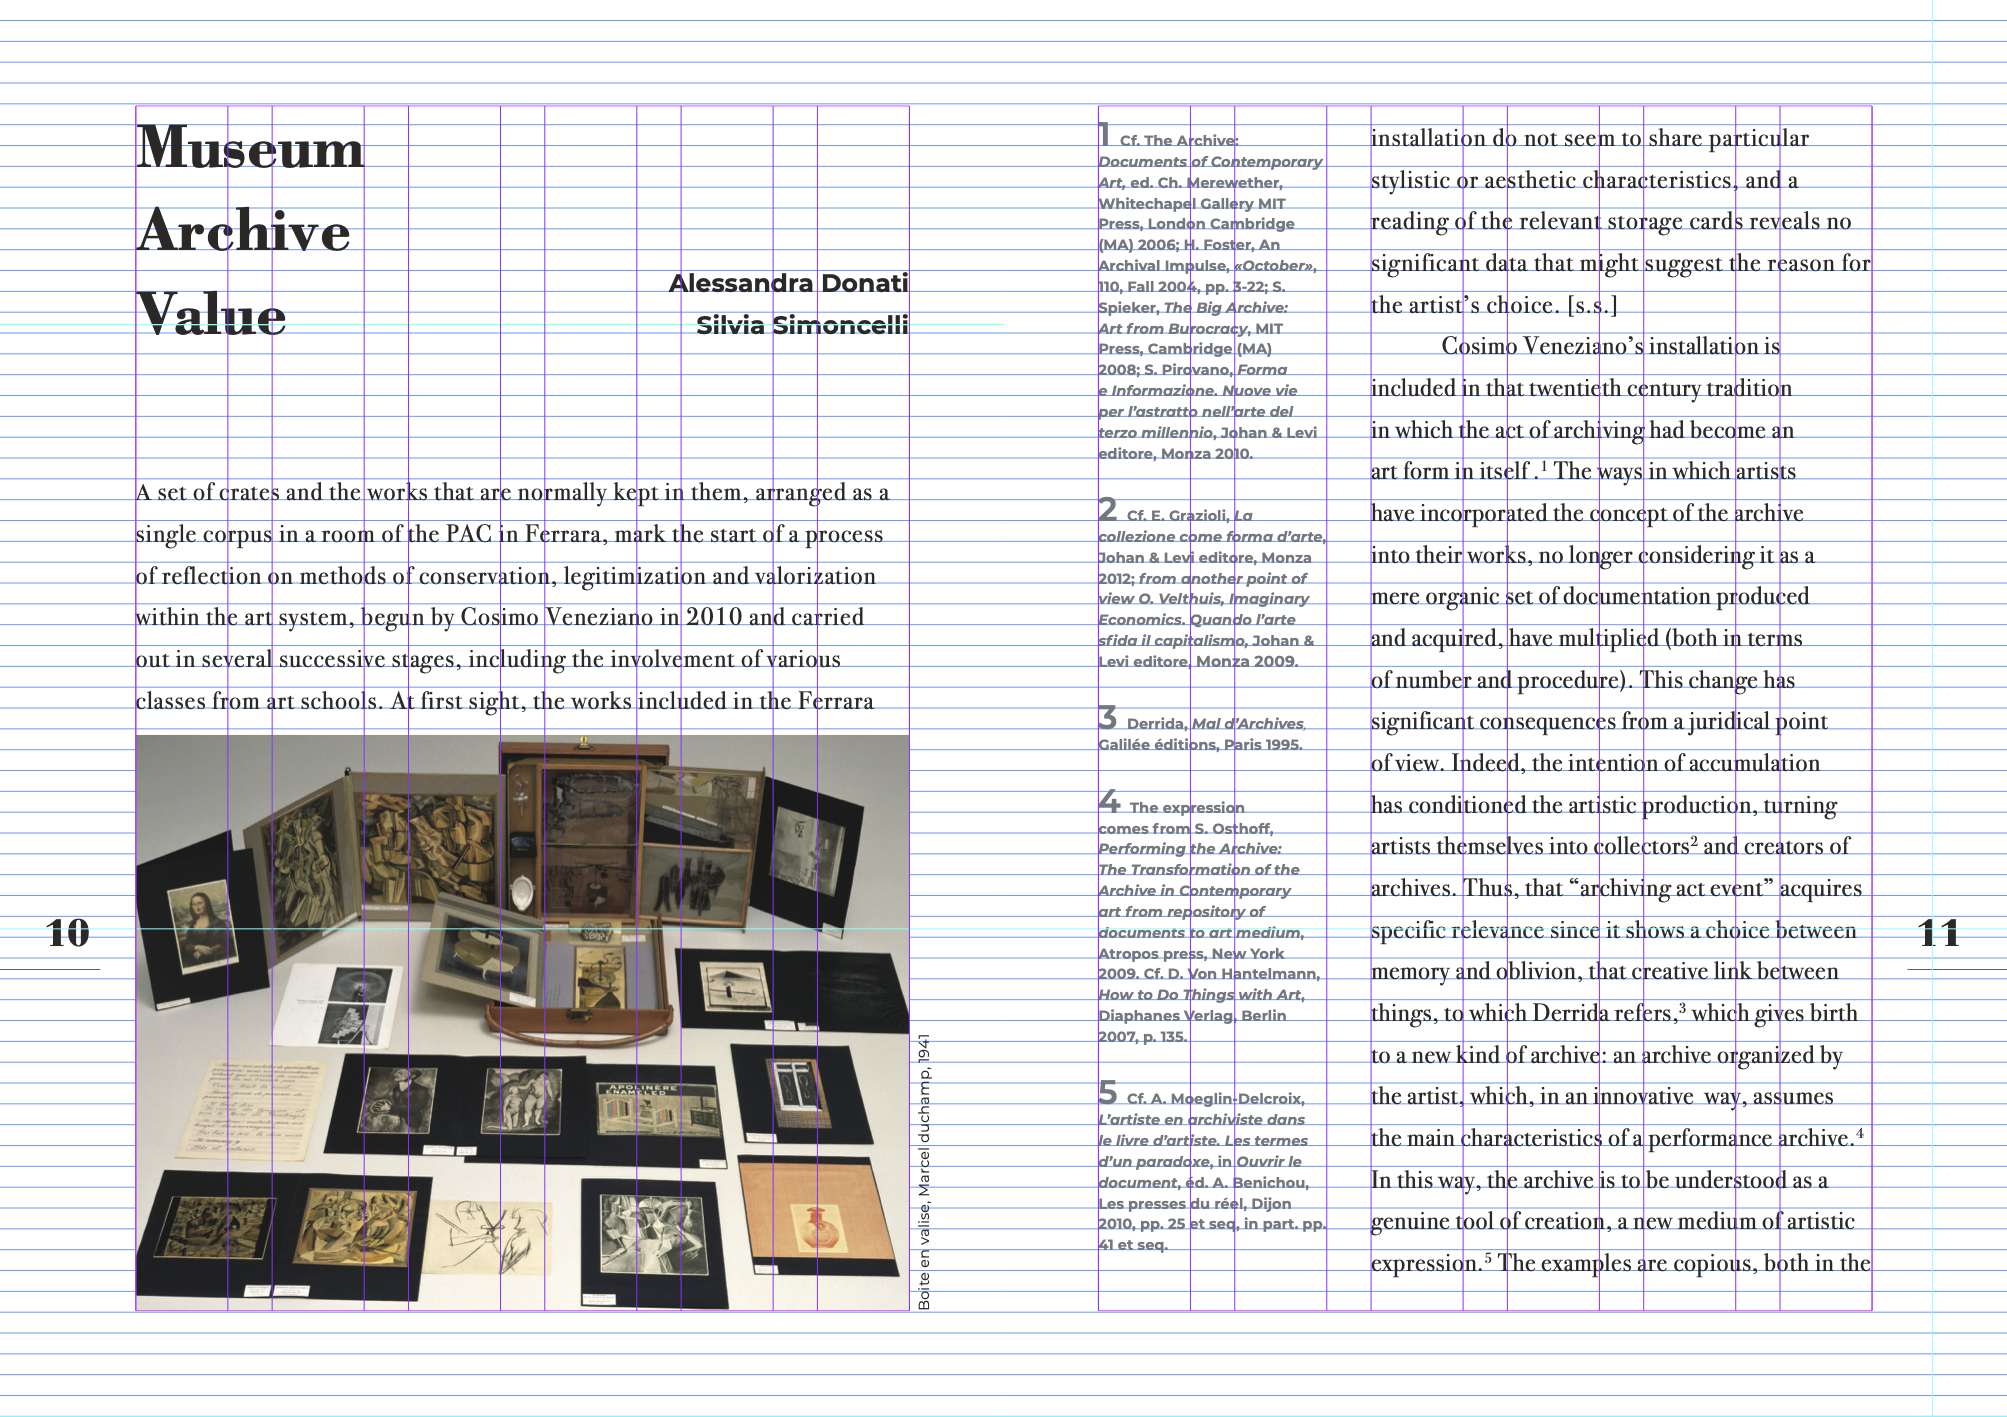 Museum
Archive
Value
Alessandra Donati
Silvia Simoncelli
A set of crates and the works that are normally kept in them, arranged as a
single corpus in a room of the PAC in Ferrara, mark the start of a process
of reflection on methods of conservation, legitimization and valorization
within the art system, begun by Cosimo Veneziano in 2010 and carried
out in several successive stages, including the involvement of various
classes from art schools. At first sight, the works included in the Ferrara
APOLINÈRE
ENAMELED
Boite en valise, Marcel duchamp, 1941
10
1 Cf. The Archive:
Documents of Contemporary
Art, ed. Ch. Merewether,
Whitechapel Gallery MIT
Press, London Cambridge
(MA) 2006; H. Foster, An
Archival Impulse, «October»,
110, Fall 2004, pp. 3-22; S.
Spieker, The Big Archive:
Art from Burocracy, MIT
Press, Cambridge (MA)
2008; S. Pirovano, Forma
e Informazione. Nuove vie
per l’astratto nell’arte del
terzo millennio, Johan & Levi
editore, Monza 2010.
2 Cf. E. Grazioli, La
collezione come forma d’arte,
Johan & Levi editore, Monza
2012; from another point of
view O. Velthuis, Imaginary
Economics. Quando l’arte
sfida il capitalismo, Johan &
Levi editore, Monza 2009.
3 Derrida, Mal d’Archives,
Galilée éditions, Paris 1995.
4 The expression
comes from S. Osthoff,
Performing the Archive:
The Transformation of the
Archive in Contemporary
art from repository of
documents to art medium,
Atropos press, New York
2009. Cf. D. Von Hantelmann,
How to Do Things with Art,
Diaphanes Verlag, Berlin
2007, p. 135.
5 Cf. A. Moeglin-Delcroix,
L’artiste en archiviste dans
le livre d’artiste. Les termes
d’un paradoxe, in Ouvrir le
document, éd. A. Benichou,
Les presses du réel, Dijon
2010, pp. 25 et seq, in part. pp.
41 et seq.
installation do not seem to share particular
stylistic or aesthetic characteristics, and a
reading of the relevant storage cards reveals no
significant data that might suggest the reason for
the artist’s choice. [s.s.]
Cosimo Veneziano’s installation is
included in that twentieth century tradition
in which the act of archiving had become an
art form in itself .¹ The ways in which artists
have incorporated the concept of the archive
into their works, no longer considering it as a
mere organic set of documentation produced
and acquired, have multiplied (both in terms
of number and procedure). This change has
significant consequences from a juridical point
of view. Indeed, the intention of accumulation
has conditioned the artistic production, turning
artists themselves into collectors² and creators of
archives. Thus, that “archiving act event” acquires
specific relevance since it shows a choice between
memory and oblivion, that creative link between
things, to which Derrida refers,³ which gives birth
to a new kind of archive: an archive organized by
the artist, which, in an innovative way, assumes
the main characteristics of a performance archive.⁴
In this way, the archive is to be understood as a
genuine tool of creation, a new medium of artistic
expression.⁵ The examples are copious, both in the
11